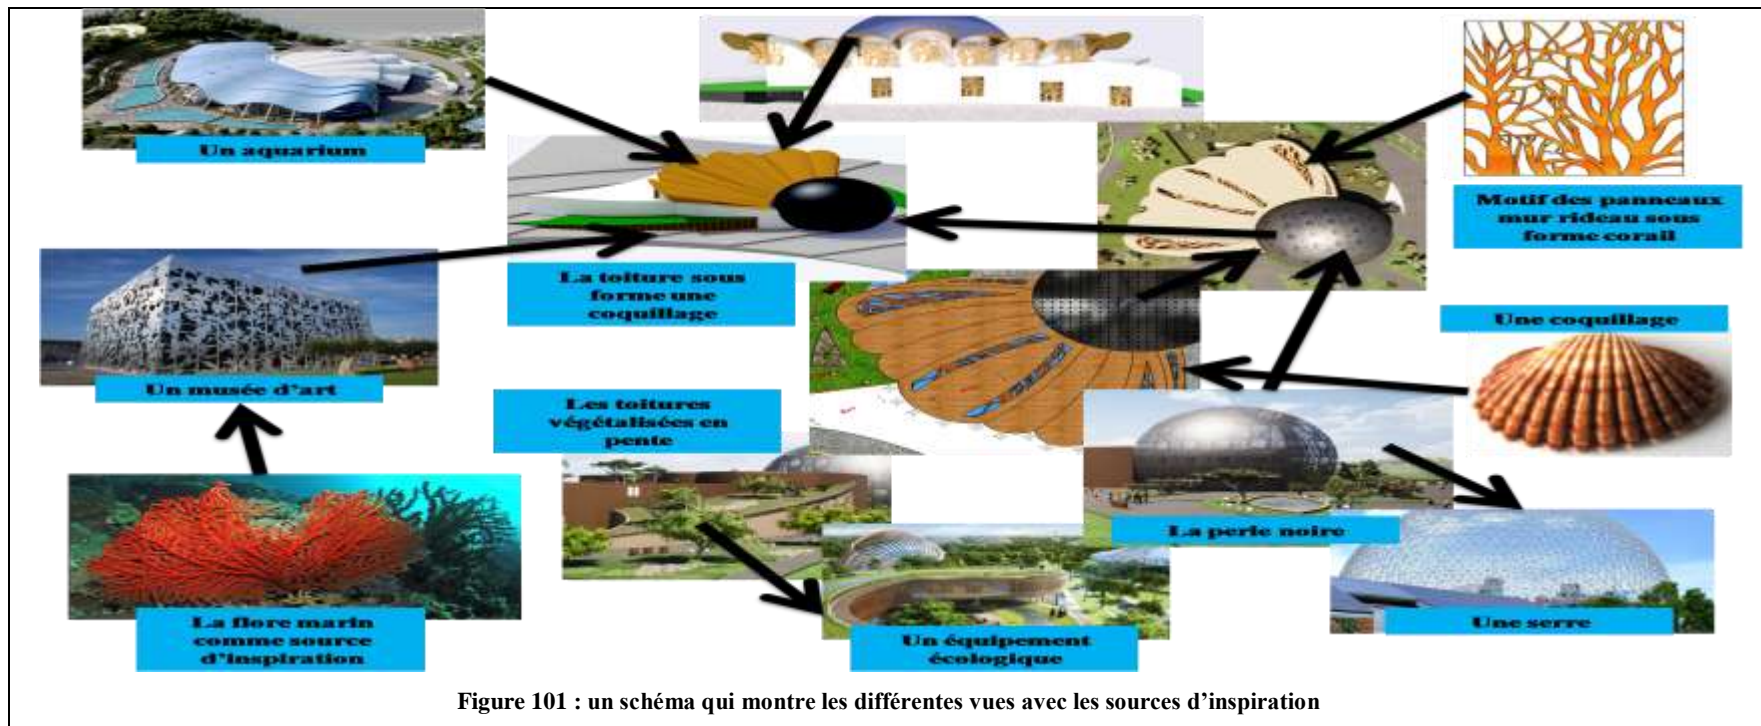 Un aquarium
Motif des panneaux
mur rideau sous
forme corail
La toiture sous
forme une
coquillage
Une coquillage
Un musée d'art
Les toitures
végétalisées en
pente
La perle noire
La flore marin
comme source
d'inspiration
Un équipement
écologique
Une serre
Figure 101 : un schéma qui montre les différentes vues avec les sources d'inspiration